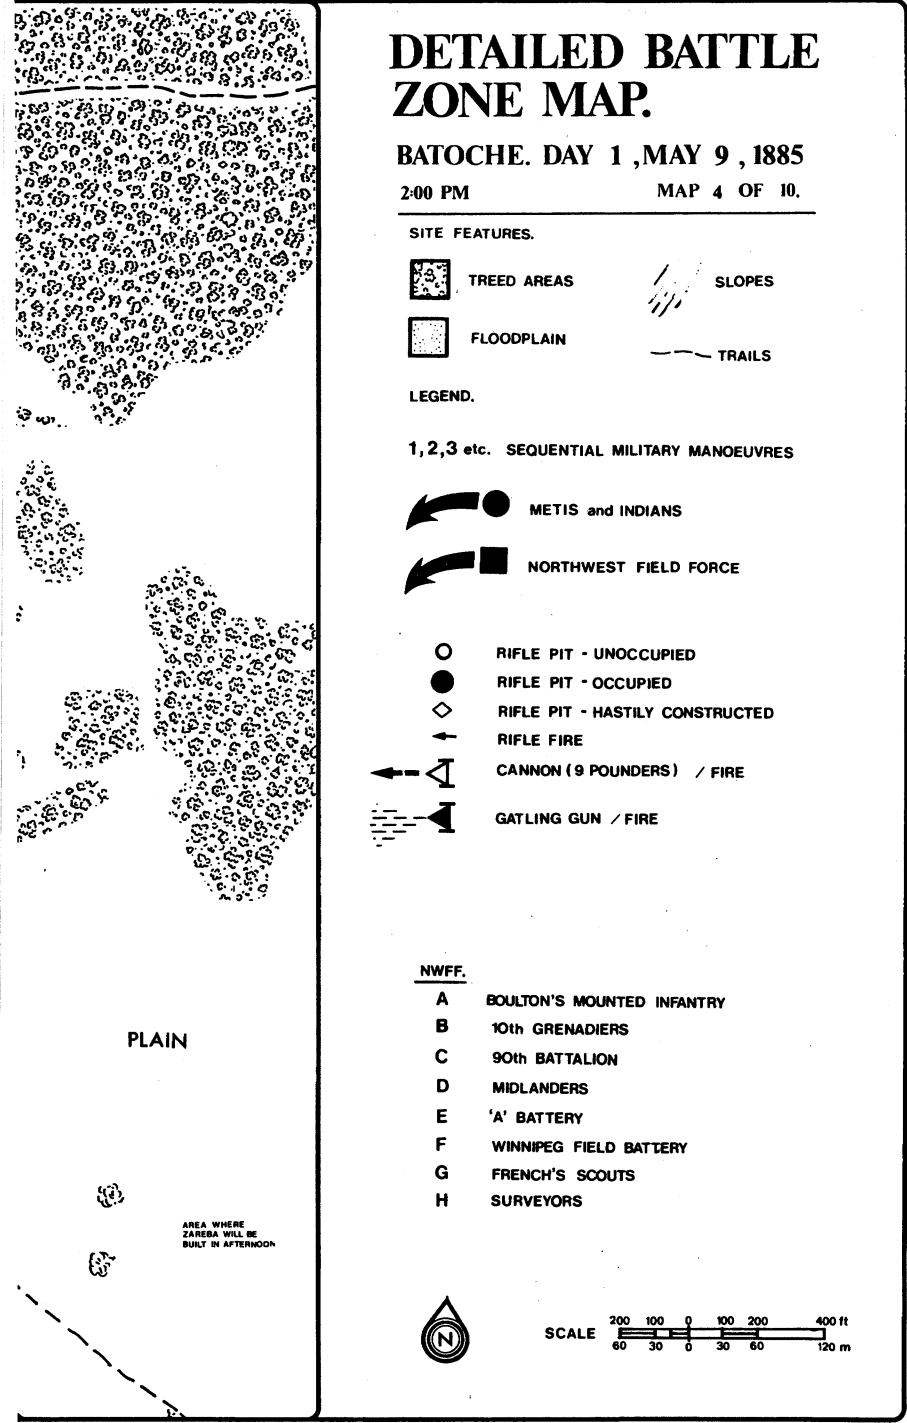 DETAILED BATTLE
ZONE MAP.
BATOCHE. DAY 1 , MAY 9 , 1885
2:00 PM MAP 4 OF 10.
SITE FEATURES.
TREED AREAS
SLOPES
FLOODPLAIN
TRAILS
LEGEND.
1,2,3 etc. SEQUENTIAL MILITARY MANOEUVRES
METIS and INDIANS
NORTHWEST FIELD FORCE
RIFLE PIT - UNOCCUPIED
RIFLE PIT - OCCUPIED
RIFLE PIT - HASTILY CONSTRUCTED
RIFLE FIRE
CANNON (9 POUNDERS) / FIRE
GATLING GUN / FIRE
NWFF.
A BOULTON'S MOUNTED INFANTRY
B 10th GRENADIERS
C 90th BATTALION
D MIDLANDERS
E 'A' BATTERY
F WINNIPEG FIELD BATTERY
G FRENCH'S SCOUTS
H SURVEYORS
PLAIN
AREA WHERE
ZAREBA WILL BE
BUILT IN AFTERNOON
N
SCALE
200 100 0 100 200 400 ft
60 30 0 30 60 120 m